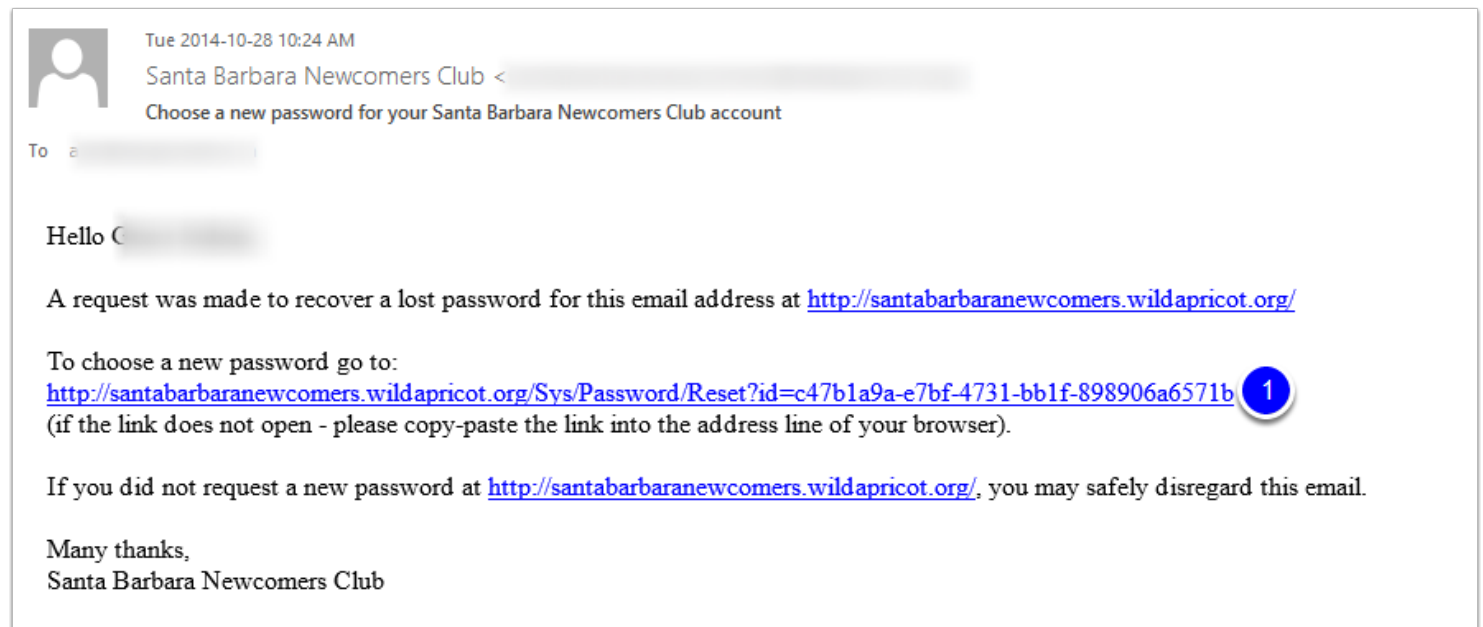 Tue 2014-10-28 10:24 AM
Santa Barbara Newcomers Club <
Choose a new password for your Santa Barbara Newcomers Club account
To
Hello
A request was made to recover a lost password for this email address at http://santabarbaranewcomers.wildapricot.org/
To choose a new password go to:
http://santabarbaranewcomers.wildapricot.org/Sys/Password/Reset?id=c47b1a9a-e7bf-4731-bb1f-898906a6571b 1
(if the link does not open - please copy-paste the link into the address line of your browser).
If you did not request a new password at http://santabarbaranewcomers.wildapricot.org/, you may safely disregard this email.
Many thanks,
Santa Barbara Newcomers Club